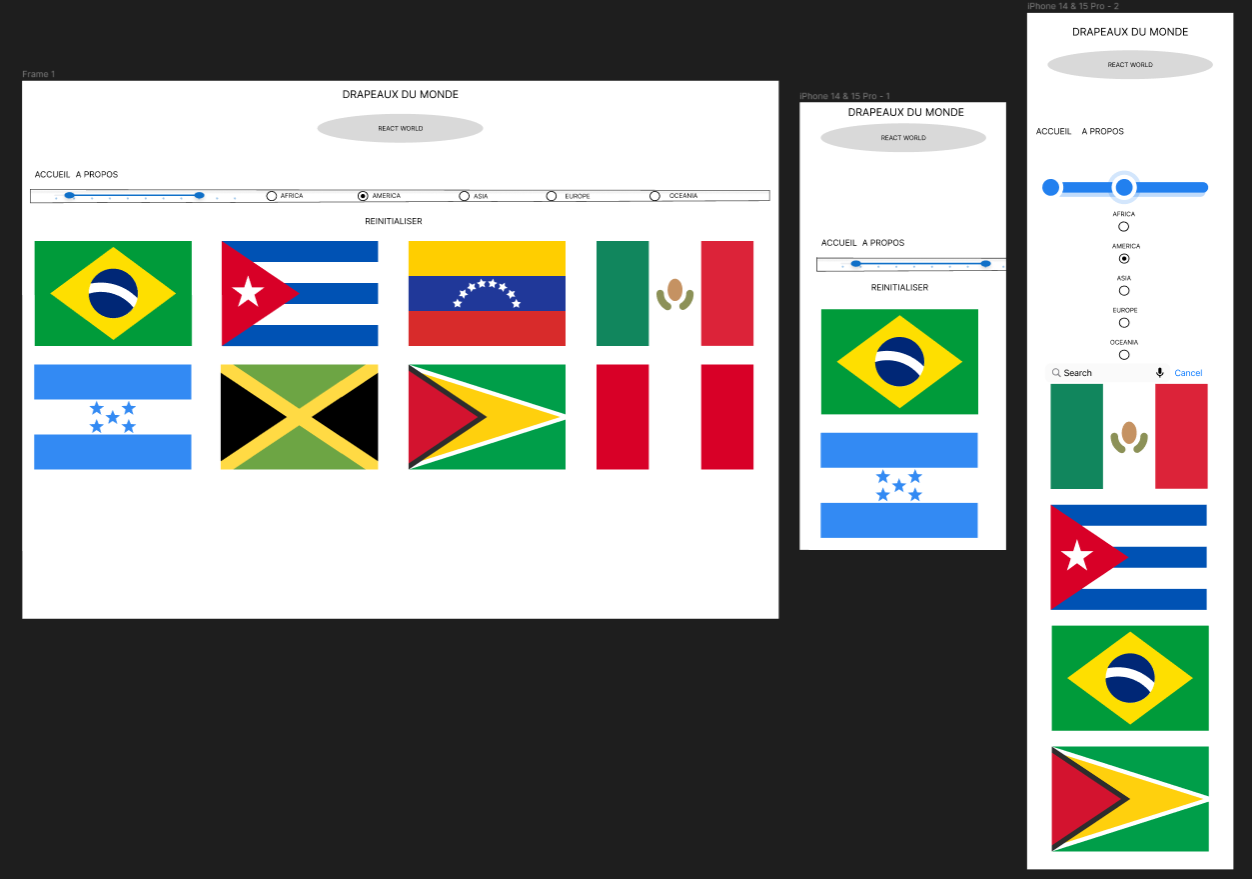 Frame 1
DRAPEAUX DU MONDE
REACT WORLD
ACCUEIL A PROPOS
AFRICA AMERICA ASIA EUROPE OCEANIA
REINITIALISER
iPhone 14 & 15 Pro - 1
DRAPEAUX DU MONDE
REACT WORLD
ACCUEIL A PROPOS
REINITIALISER
iPhone 14 & 15 Pro - 2
DRAPEAUX DU MONDE
REACT WORLD
ACCUEIL A PROPOS
AFRICA
AMERICA
ASIA
EUROPE
OCEANIA
Search Cancel